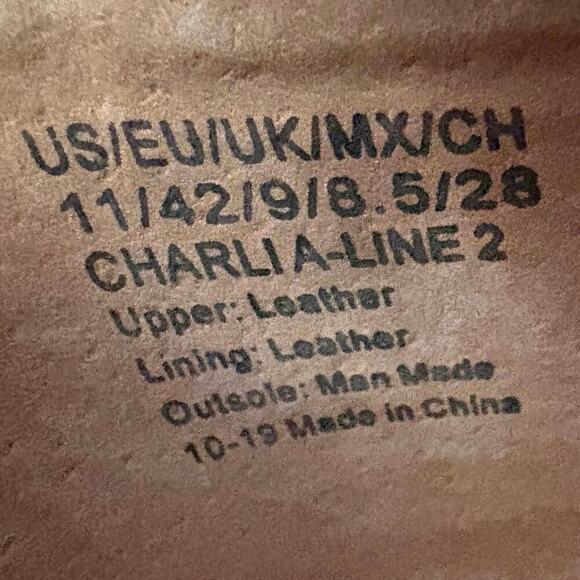 US/EU/UK/MX/CH
11/42/9/8.5/28
CHARLI A-LINE 2
Upper: Leather
Lining: Leather
Outsole: Man Made
10-19 Made in China